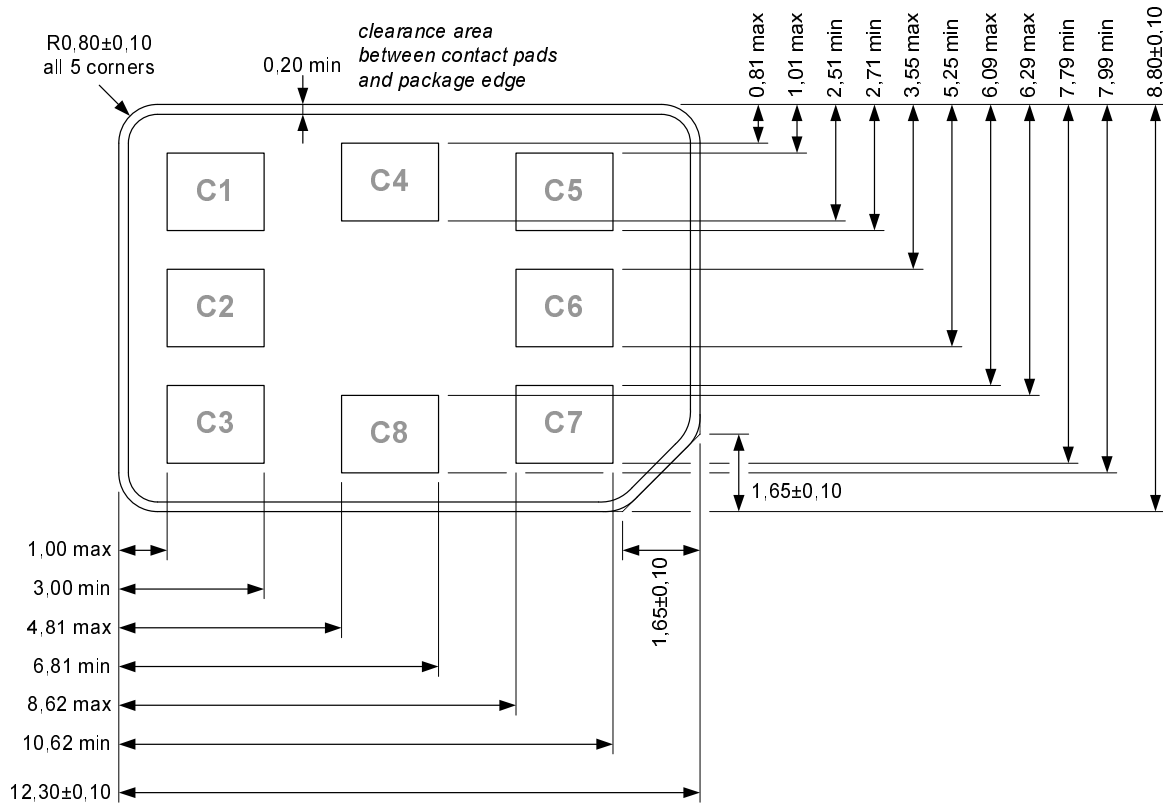 R0,80±0,10
all 5 corners
0,20 min
clearance area
between contact pads
and package edge
0,81 max
1,01 max
2,51 min
2,71 min
3,55 max
5,25 min
6,09 max
6,29 max
7,79 min
7,99 min
8,80±0,10
C1
C4
C5
C2
C6
C3
C8
C7
1,65±0,10
1,65±0,10
1,00 max
3,00 min
4,81 max
6,81 min
8,62 max
10,62 min
12,30±0,10